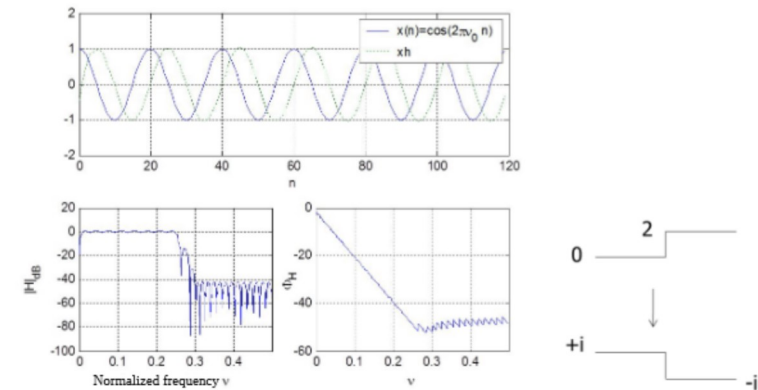 2
1
0
-1
-2
x(n)=cos(2πν₀ n)
xh
0 20 40 60 80 100 120
n
20
0
-20
-40
-60
-80
-100
|H|dB
0 0.1 0.2 0.3 0.4
Normalized frequency ν
0
-20
-40
-60
Φ_H
0 0.1 0.2 0.3 0.4
ν
2
0
+i
-i